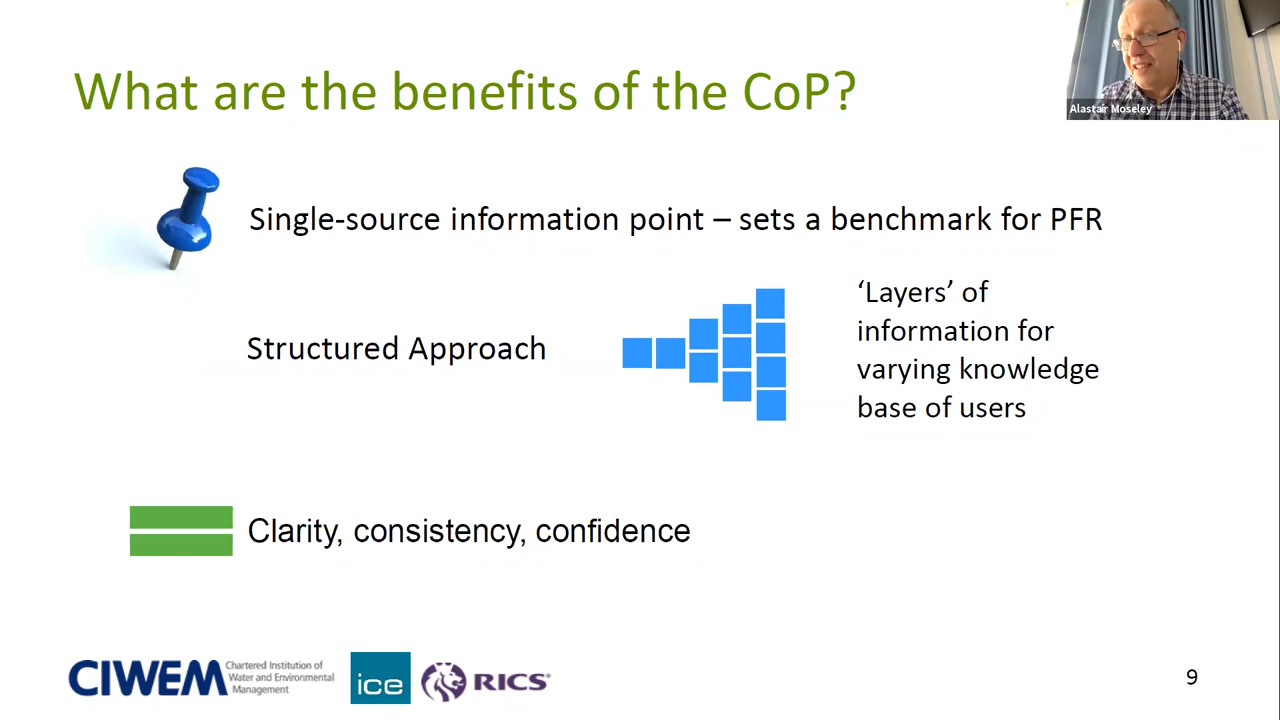 What are the benefits of the CoP?
Alastair Moseley
Single-source information point – sets a benchmark for PFR
Structured Approach
‘Layers’ of
information for
varying knowledge
base of users
Clarity, consistency, confidence
CIWEM
Chartered Institution of
Water and Environmental
Management
ice
RICS
9